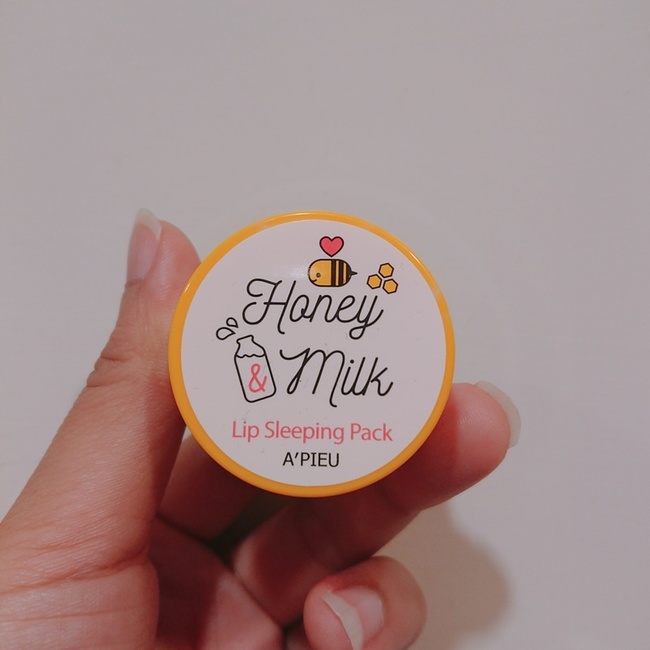 Honey
& Milk
Lip Sleeping Pack
A'PIEU